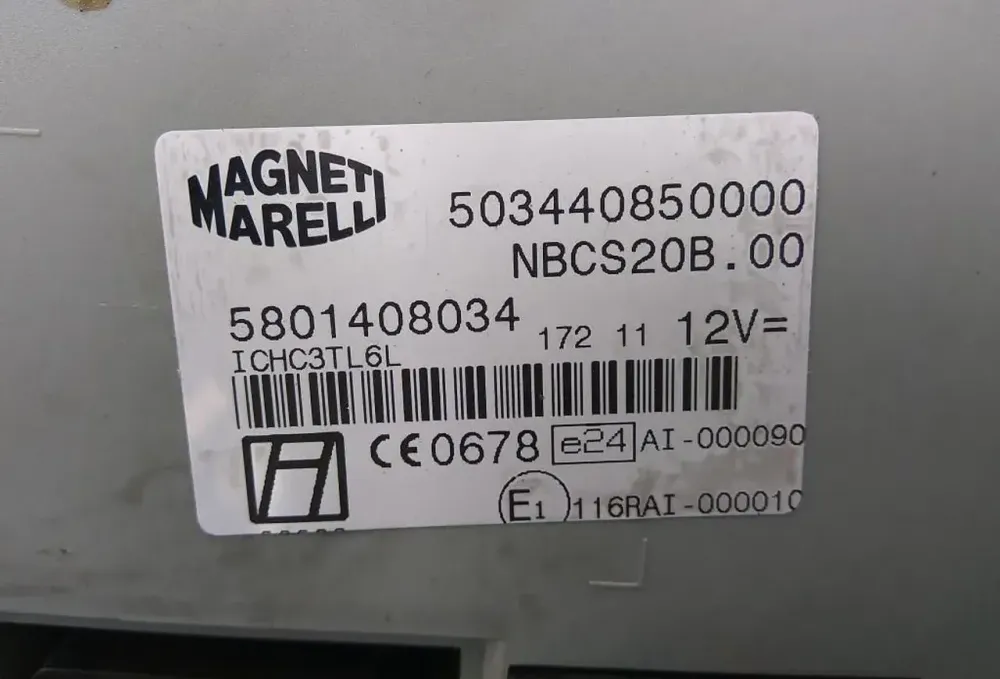 MAGNETI
MARELLI
503440850000
NBCS20B.00
5801408034 172 11 12V=
ICHC3TL6L
CE0678 e24 AI-000090
E1 116RAI-000010